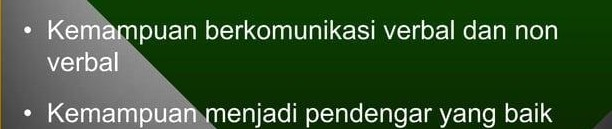 • Kemampuan berkomunikasi verbal dan non
verbal
• Kemampuan menjadi pendengar yang baik